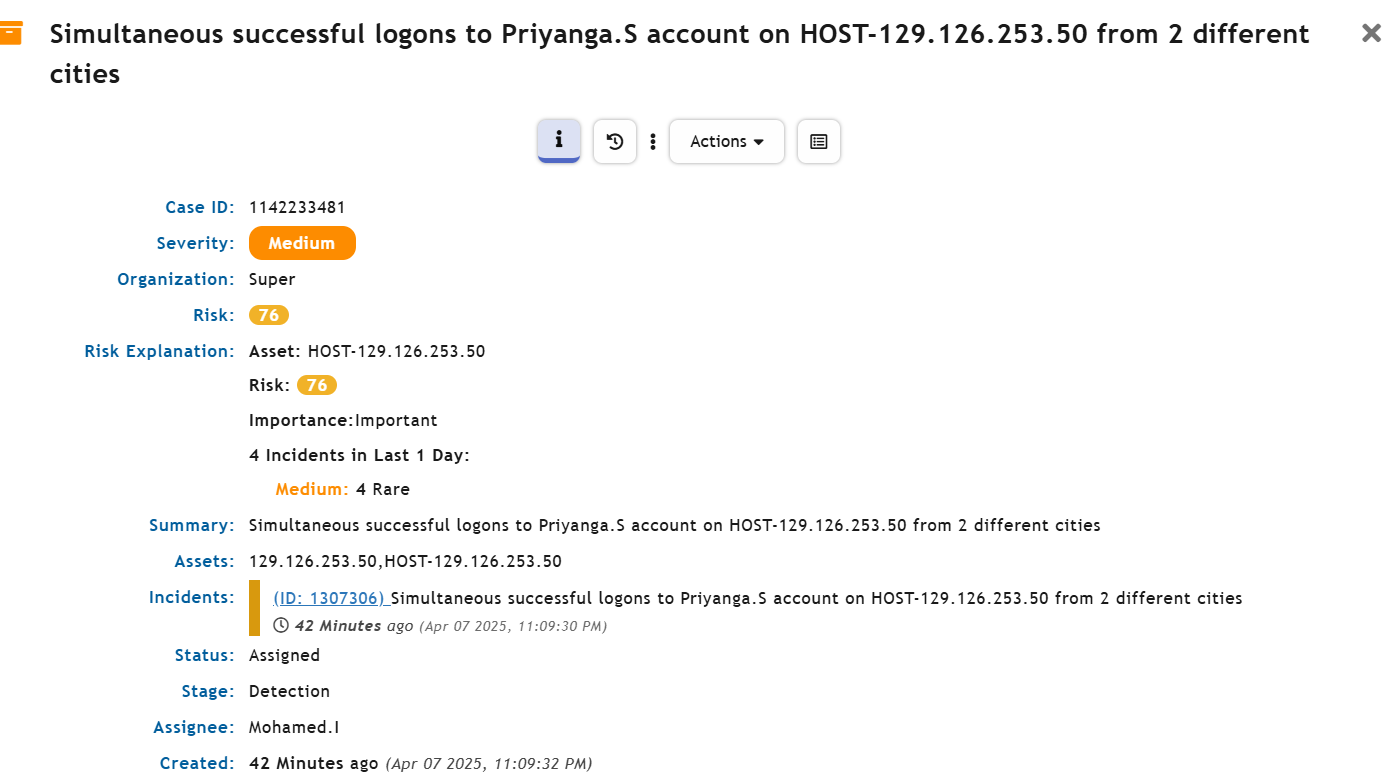 Simultaneous successful logons to Priyanga.S account on HOST-129.126.253.50 from 2 different
cities
Actions
Case ID: 1142233481
Severity: Medium
Organization: Super
Risk: 76
Risk Explanation: Asset: HOST-129.126.253.50
Risk: 76
Importance:Important
4 Incidents in Last 1 Day:
Medium: 4 Rare
Summary: Simultaneous successful logons to Priyanga.S account on HOST-129.126.253.50 from 2 different cities
Assets: 129.126.253.50,HOST-129.126.253.50
Incidents: (ID: 1307306) Simultaneous successful logons to Priyanga.S account on HOST-129.126.253.50 from 2 different cities
42 Minutes ago (Apr 07 2025, 11:09:30 PM)
Status: Assigned
Stage: Detection
Assignee: Mohamed.I
Created: 42 Minutes ago (Apr 07 2025, 11:09:32 PM)